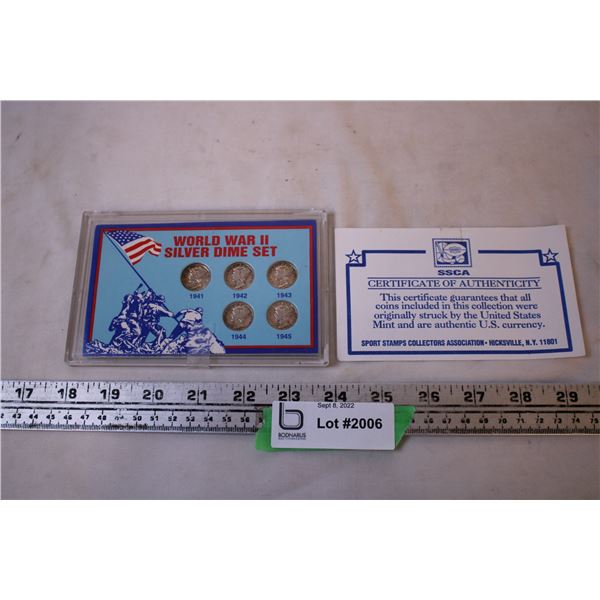 WORLD WAR II
SILVER DIME SET
1941 1942 1943
1944 1945
SSCA
CERTIFICATE OF AUTHENTICITY
This certificate guarantees that all
coins included in this collection were
originally struck by the United States
Mint and are authentic U.S. currency.
SPORT STAMPS COLLECTORS ASSOCIATION • HICKSVILLE, N.Y. 11801
17 18 19 20 21 22 23 24 25 26 27 28 29
Sept 8, 2022
Lot #2006
b
BODNARUS